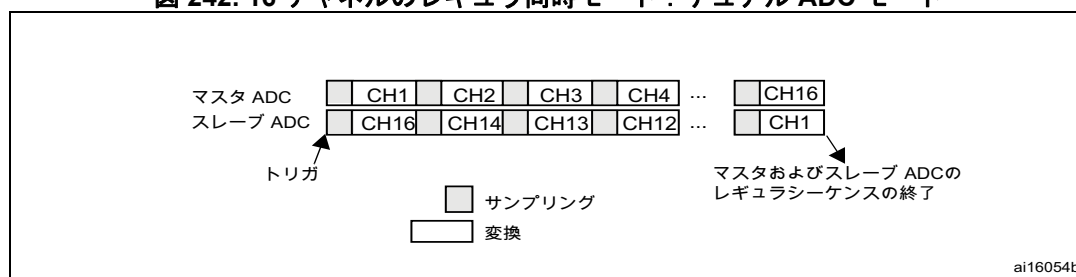 図 242. 16 チャネルのレギュラ同時モード：デュアル ADC モード
マスタ ADC CH1 CH2 CH3 CH4 ... CH16
スレーブ ADC CH16 CH14 CH13 CH12 ... CH1
トリガ
マスタおよびスレーブ ADCの
レギュラシーケンスの終了
サンプリング
変換
ai16054b